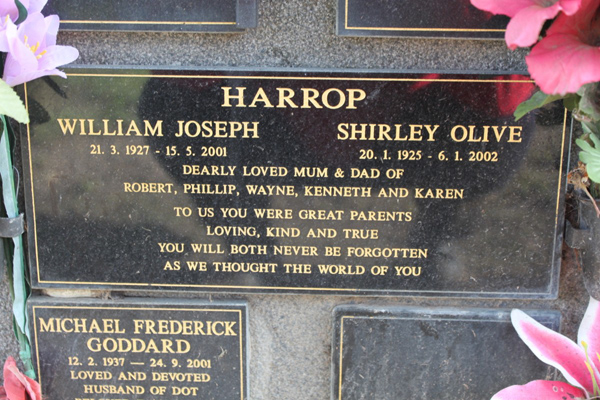 HARROP
WILLIAM JOSEPH SHIRLEY OLIVE
21. 3. 1927 - 15. 5. 2001 20. 1. 1925 - 6. 1. 2002
DEARLY LOVED MUM & DAD OF
ROBERT, PHILLIP, WAYNE, KENNETH AND KAREN
TO US YOU WERE GREAT PARENTS
LOVING, KIND AND TRUE
YOU WILL BOTH NEVER BE FORGOTTEN
AS WE THOUGHT THE WORLD OF YOU
MICHAEL FREDERICK
GODDARD
12. 2. 1937 — 24. 9. 2001
LOVED AND DEVOTED
HUSBAND OF DOT